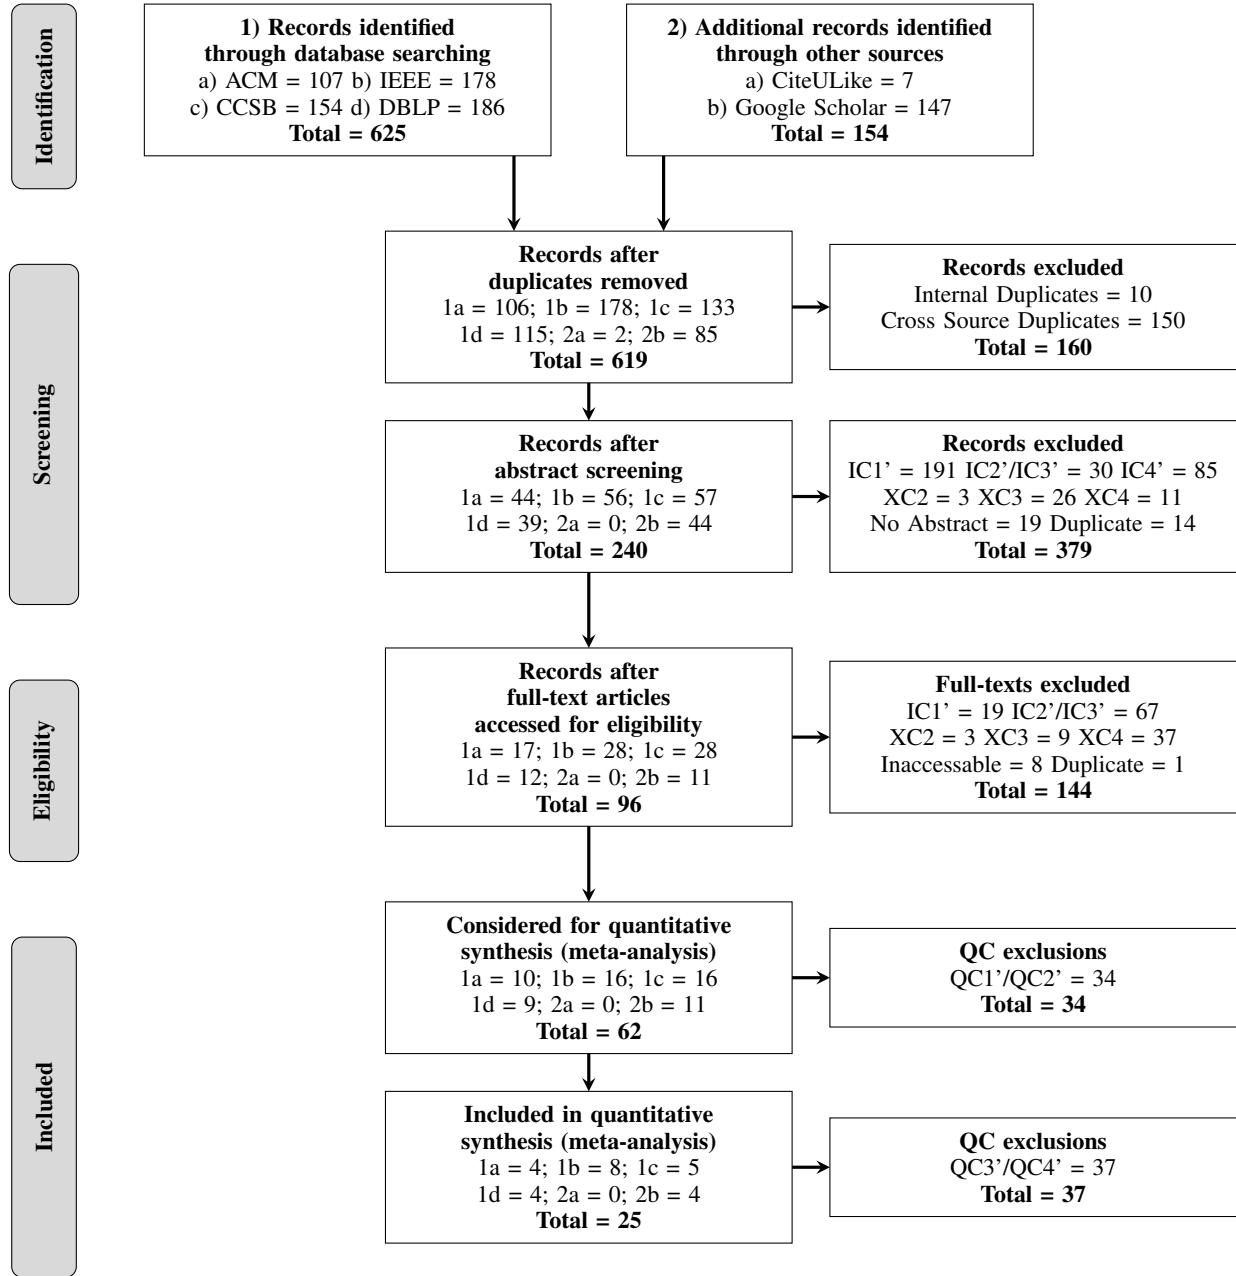 Identification
1) Records identified
through database searching
a) ACM = 107 b) IEEE = 178
c) CCSB = 154 d) DBLP = 186
Total = 625
2) Additional records identified
through other sources
a) CiteULike = 7
b) Google Scholar = 147
Total = 154
Screening
Records after
duplicates removed
1a = 106; 1b = 178; 1c = 133
1d = 115; 2a = 2; 2b = 85
Total = 619
Records excluded
Internal Duplicates = 10
Cross Source Duplicates = 150
Total = 160
Records after
abstract screening
1a = 44; 1b = 56; 1c = 57
1d = 39; 2a = 0; 2b = 44
Total = 240
Records excluded
IC1’ = 191 IC2’/IC3’ = 30 IC4’ = 85
XC2 = 3 XC3 = 26 XC4 = 11
No Abstract = 19 Duplicate = 14
Total = 379
Eligibility
Records after
full-text articles
accessed for eligibility
1a = 17; 1b = 28; 1c = 28
1d = 12; 2a = 0; 2b = 11
Total = 96
Full-texts excluded
IC1’ = 19 IC2’/IC3’ = 67
XC2 = 3 XC3 = 9 XC4 = 37
Inaccessable = 8 Duplicate = 1
Total = 144
Included
Considered for quantitative
synthesis (meta-analysis)
1a = 10; 1b = 16; 1c = 16
1d = 9; 2a = 0; 2b = 11
Total = 62
QC exclusions
QC1’/QC2’ = 34
Total = 34
Included in quantitative
synthesis (meta-analysis)
1a = 4; 1b = 8; 1c = 5
1d = 4; 2a = 0; 2b = 4
Total = 25
QC exclusions
QC3’/QC4’ = 37
Total = 37